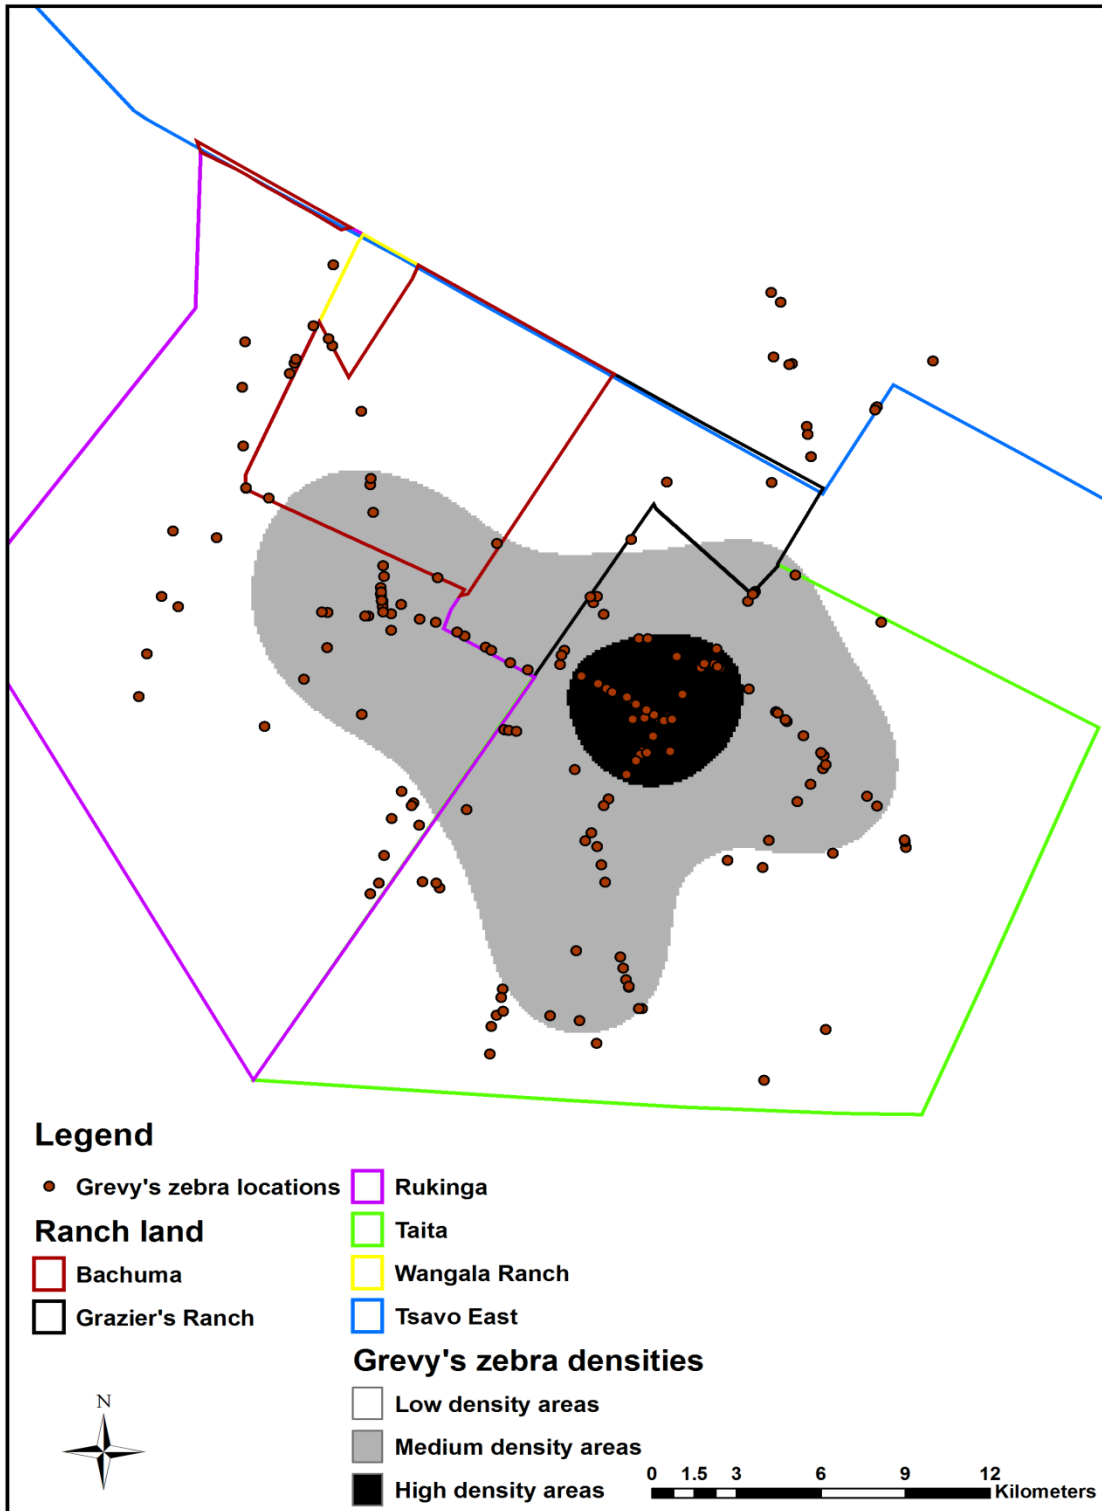 Legend
Grevy's zebra locations
Ranch land
Bachuma
Grazier's Ranch
Rukinga
Taita
Wangala Ranch
Tsavo East
Grevy's zebra densities
Low density areas
Medium density areas
High density areas
N
0 1.5 3 6 9 12
Kilometers